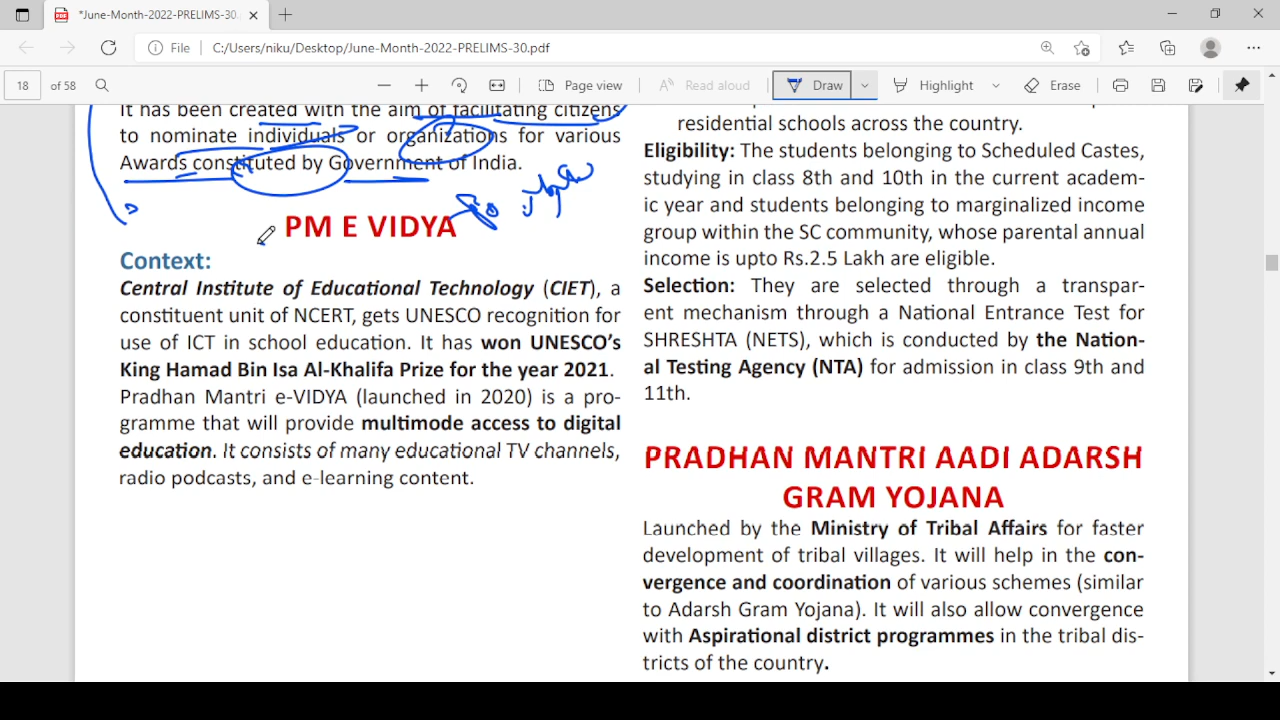 PDF
*June-Month-2022-PRELIMS-30.
File
C:/Users/niku/Desktop/June-Month-2022-PRELIMS-30.pdf
18 of 58
Page view
Read aloud
Draw
Highlight
Erase
It has been created with the aim of facilitating citizens
to nominate individuals or organizations for various
Awards constituted by Government of India.
PM E VIDYA
Context:
Central Institute of Educational Technology (CIET), a
constituent unit of NCERT, gets UNESCO recognition for
use of ICT in school education. It has won UNESCO’s
King Hamad Bin Isa Al-Khalifa Prize for the year 2021.
Pradhan Mantri e-VIDYA (launched in 2020) is a pro-
gramme that will provide multimode access to digital
education. It consists of many educational TV channels,
radio podcasts, and e-learning content.
residential schools across the country.
Eligibility: The students belonging to Scheduled Castes,
studying in class 8th and 10th in the current academ-
ic year and students belonging to marginalized income
group within the SC community, whose parental annual
income is upto Rs.2.5 Lakh are eligible.
Selection: They are selected through a transpar-
ent mechanism through a National Entrance Test for
SHRESHTA (NETS), which is conducted by the Nation-
al Testing Agency (NTA) for admission in class 9th and
11th.
PRADHAN MANTRI AADI ADARSH
GRAM YOJANA
Launched by the Ministry of Tribal Affairs for faster
development of tribal villages. It will help in the con-
vergence and coordination of various schemes (similar
to Adarsh Gram Yojana). It will also allow convergence
with Aspirational district programmes in the tribal dis-
tricts of the country.